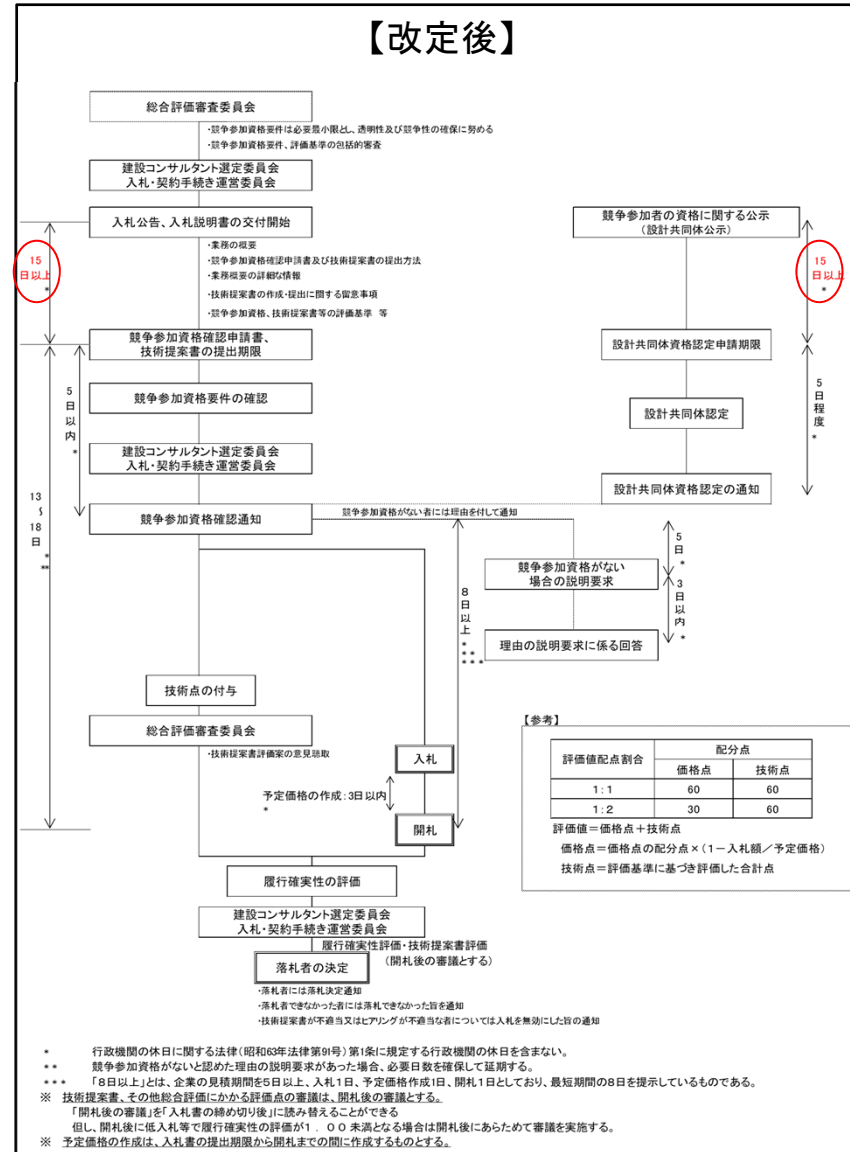 【改定後】
総合評価審査委員会
・競争参加資格要件は必要最小限とし、透明性及び競争性の確保に努める
・競争参加資格要件、評価基準の包括的審査
建設コンサルタント選定委員会
入札・契約手続き運営委員会
入札公告、入札説明書の交付開始
競争参加者の資格に関する公示
(設計共同体公示)
15
日以上
*
・業務の概要
・競争参加資格確認申請書及び技術提案書の提出方法
・業務概要の詳細な情報
・技術提案書の作成・提出に関する留意事項
・競争参加資格、技術提案書等の評価基準 等
15
日以上
*
競争参加資格確認申請書、
技術提案書の提出期限
設計共同体資格認定申請期限
5日以内 *
競争参加資格要件の確認
設計共同体認定
5日程度 *
建設コンサルタント選定委員会
入札・契約手続き運営委員会
設計共同体資格認定の通知
13~18日 * **
競争参加資格確認通知
競争参加資格がない者には理由を付して通知
5日 *
競争参加資格がない
場合の説明要求
8日以上 * ** ***
3日以内 *
理由の説明要求に係る回答
技術点の付与
総合評価審査委員会
・技術提案書評価案の意見聴取
入札
予定価格の作成:3日以内
*
開札
【参考】
評価値配点割合 配分点
価格点 技術点
1:1 60 60
1:2 30 60
評価値=価格点+技術点
価格点=価格点の配分点×(1-入札額/予定価格)
技術点=評価基準に基づき評価した合計点
履行確実性の評価
建設コンサルタント選定委員会
入札・契約手続き運営委員会
履行確実性評価・技術提案書評価
(開札後の審議とする)
落札者の決定
・落札者には落札決定通知
・落札者できなかった者には落札できなかった旨を通知
・技術提案書が不適当又はヒアリングが不適当な者については入札を無効にした旨の通知
* 行政機関の休日に関する法律(昭和63年法律第91号)第1条に規定する行政機関の休日を含まない。
** 競争参加資格がないと認めた理由の説明要求があった場合、必要日数を確保して延期する。
*** 「8日以上」とは、企業の見積期間を5日以上、入札1日、予定価格作成1日、開札1日としており、最短期間の8日を提示しているものである。
※ 技術提案書、その他総合評価にかかる評価点の審議は、開札後の審議とする。
「開札後の審議」を「入札書の締め切り後」に読み替えることができる
但し、開札後に低入札等で履行確実性の評価が1.00未満となる場合は開札後にあらためて審議を実施する。
※ 予定価格の作成は、入札書の提出期限から開札までの間に作成するものとする。